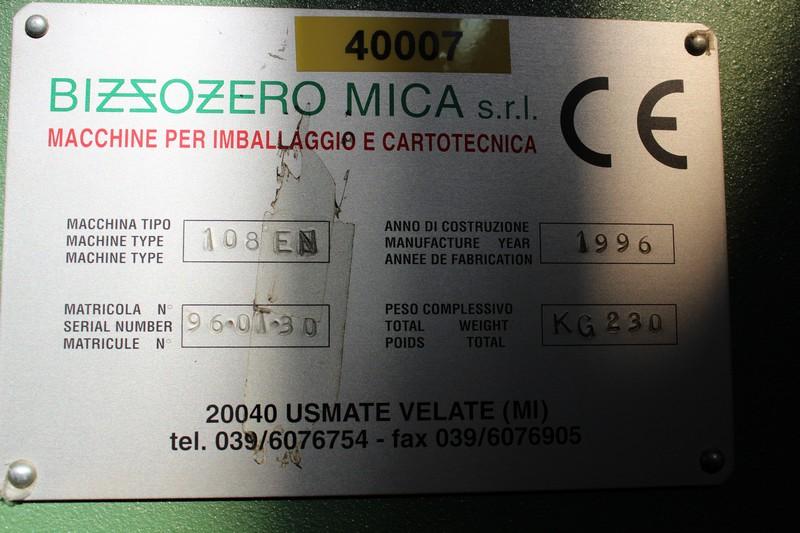 40007
BIZZOZERO MICA s.r.l.
CE
MACCHINE PER IMBALLAGGIO E CARTOTECNICA
MACCHINA TIPO
MACHINE TYPE
MACHINE TYPE
108 EN
ANNO DI COSTRUZIONE
MANUFACTURE YEAR
ANNEE DE FABRICATION
1996
MATRICOLA N°
SERIAL NUMBER
MATRICULE N°
96·01·30
PESO COMPLESSIVO
TOTAL WEIGHT
POIDS TOTAL
KG 230
20040 USMATE VELATE (MI)
tel. 039/6076754 - fax 039/6076905